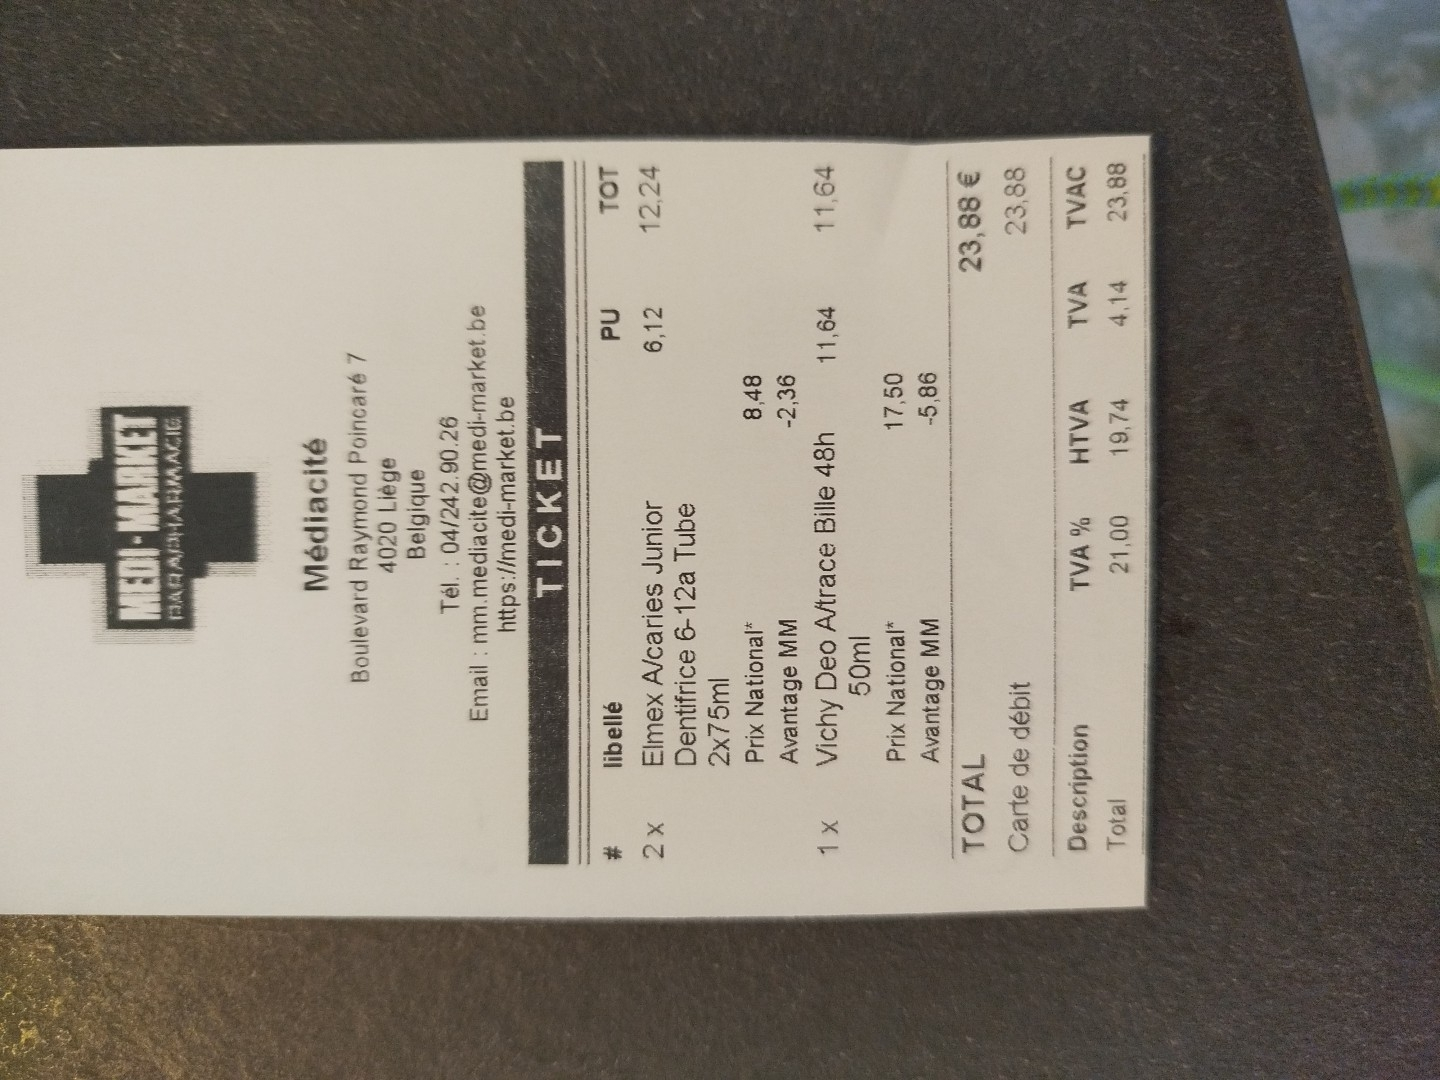 MEDI-MARKET
PARAPHARMACIE
Médiacité
Boulevard Raymond Poincaré 7
4020 Liège
Belgique
Tél. : 04/242.90.26
Email : mm.mediacite@medi-market.be
https://medi-market.be
TICKET
# libellé PU TOT
2 x Elmex A/caries Junior 6,12 12,24
Dentifrice 6-12a Tube
2x75ml
Prix National* 8,48
Avantage MM -2,36
1 x Vichy Deo A/trace Bille 48h 11,64 11,64
50ml
Prix National* 17,50
Avantage MM -5,86
TOTAL 23,88 €
Carte de débit 23,88
Description TVA % HTVA TVA TVAC
Total 21,00 19,74 4,14 23,88